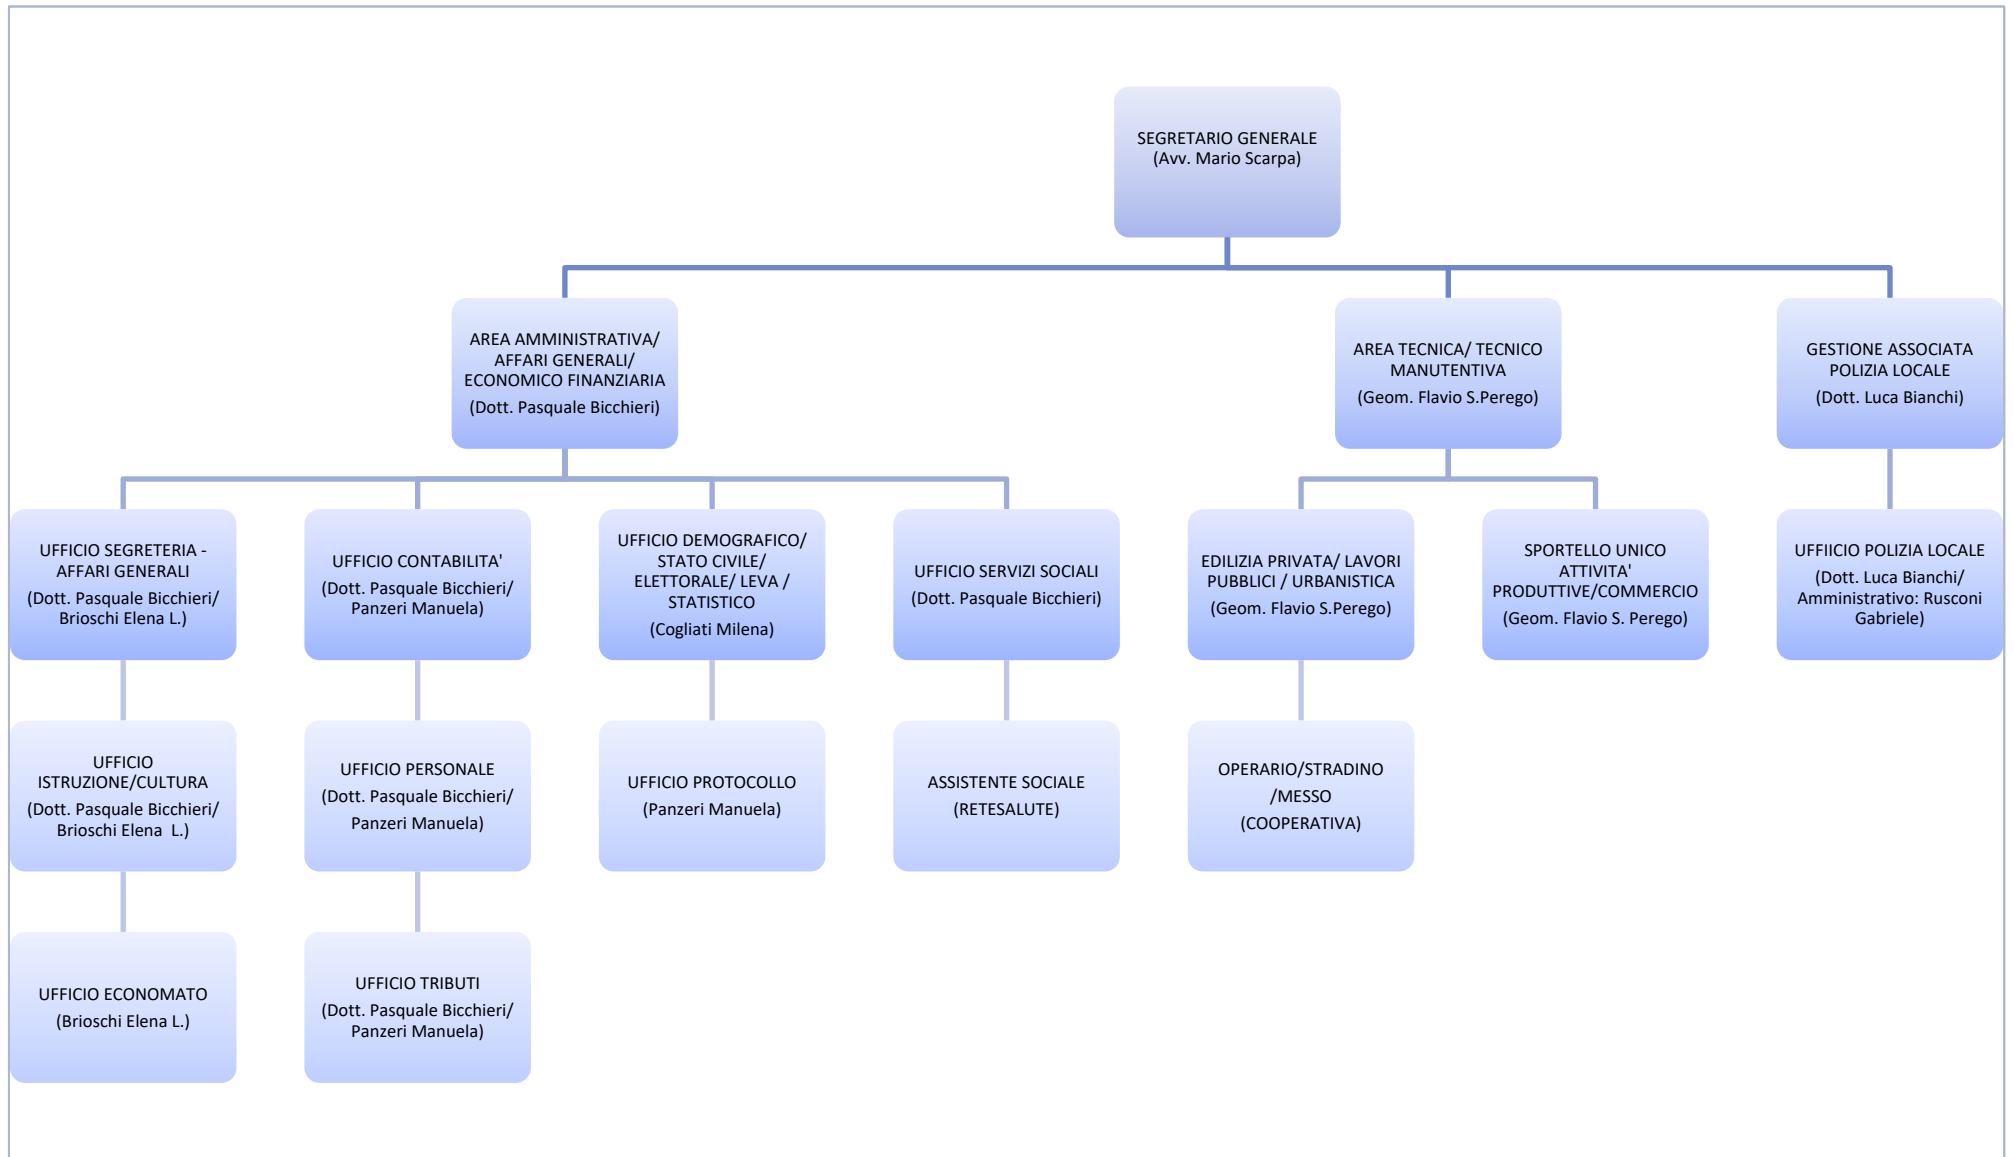 SEGRETARIO GENERALE
(Avv. Mario Scarpa)
AREA AMMINISTRATIVA/
AFFARI GENERALI/
ECONOMICO FINANZIARIA
(Dott. Pasquale Bicchieri)
AREA TECNICA/ TECNICO
MANUTENTIVA
(Geom. Flavio S.Perego)
GESTIONE ASSOCIATA
POLIZIA LOCALE
(Dott. Luca Bianchi)
UFFICIO SEGRETERIA -
AFFARI GENERALI
(Dott. Pasquale Bicchieri/
Brioschi Elena L.)
UFFICIO CONTABILITA'
(Dott. Pasquale Bicchieri/
Panzeri Manuela)
UFFICIO DEMOGRAFICO/
STATO CIVILE/
ELETTORALE/ LEVA /
STATISTICO
(Cogliati Milena)
UFFICIO SERVIZI SOCIALI
(Dott. Pasquale Bicchieri)
EDILIZIA PRIVATA/ LAVORI
PUBBLICI / URBANISTICA
(Geom. Flavio S.Perego)
SPORTELLO UNICO
ATTIVITA'
PRODUTTIVE/COMMERCIO
(Geom. Flavio S. Perego)
UFFIICIO POLIZIA LOCALE
(Dott. Luca Bianchi/
Amministrativo: Rusconi
Gabriele)
UFFICIO
ISTRUZIONE/CULTURA
(Dott. Pasquale Bicchieri/
Brioschi Elena  L.)
UFFICIO PERSONALE
(Dott. Pasquale Bicchieri/
Panzeri Manuela)
UFFICIO PROTOCOLLO
(Panzeri Manuela)
ASSISTENTE SOCIALE
(RETESALUTE)
OPERARIO/STRADINO
/MESSO
(COOPERATIVA)
UFFICIO ECONOMATO
(Brioschi Elena L.)
UFFICIO TRIBUTI
(Dott. Pasquale Bicchieri/
Panzeri Manuela)